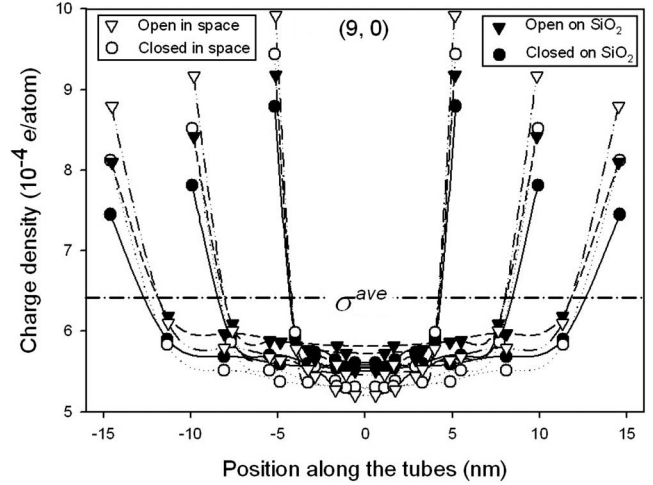 10
9
8
7
6
5
Charge density (10⁻⁴ e/atom)
Open in space
Closed in space
(9, 0)
Open on SiO₂
Closed on SiO₂
σᵃᵛᵉ
-15 -10 -5 0 5 10 15
Position along the tubes (nm)